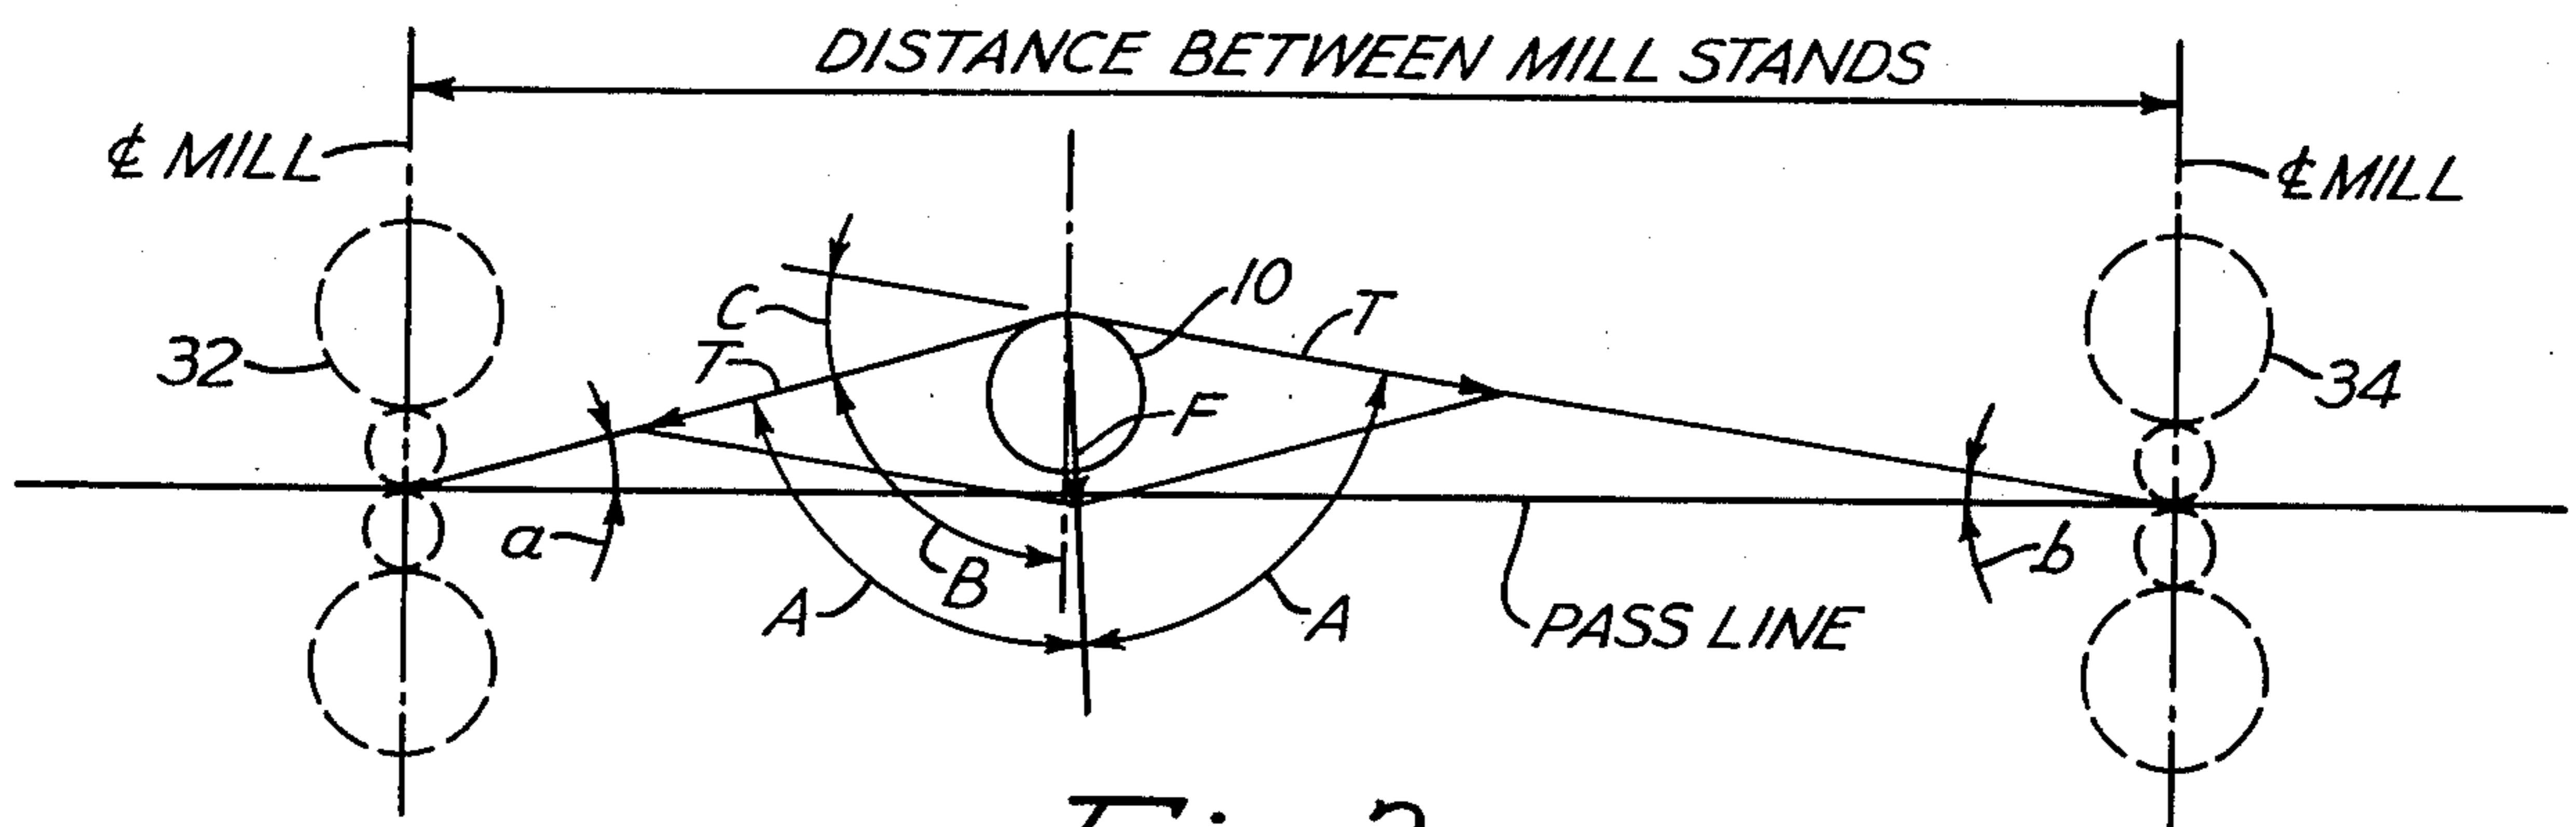 DISTANCE BETWEEN MILL STANDS
℄ MILL
℄ MILL
C
10
T
T
32
34
F
a
B
b
A
A
PASS LINE